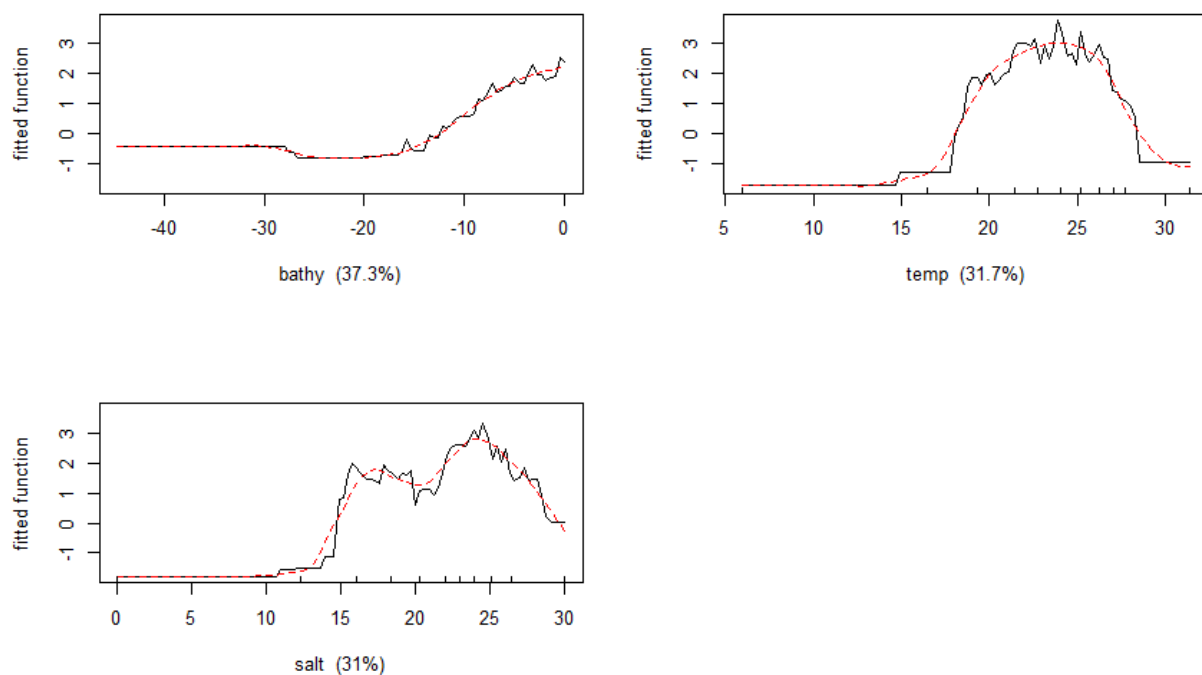 fitted function
-1 0 1 2 3
-40 -30 -20 -10 0
bathy (37.3%)
fitted function
-1 0 1 2 3
5 10 15 20 25 30
temp (31.7%)
fitted function
-1 0 1 2 3
0 5 10 15 20 25 30
salt (31%)